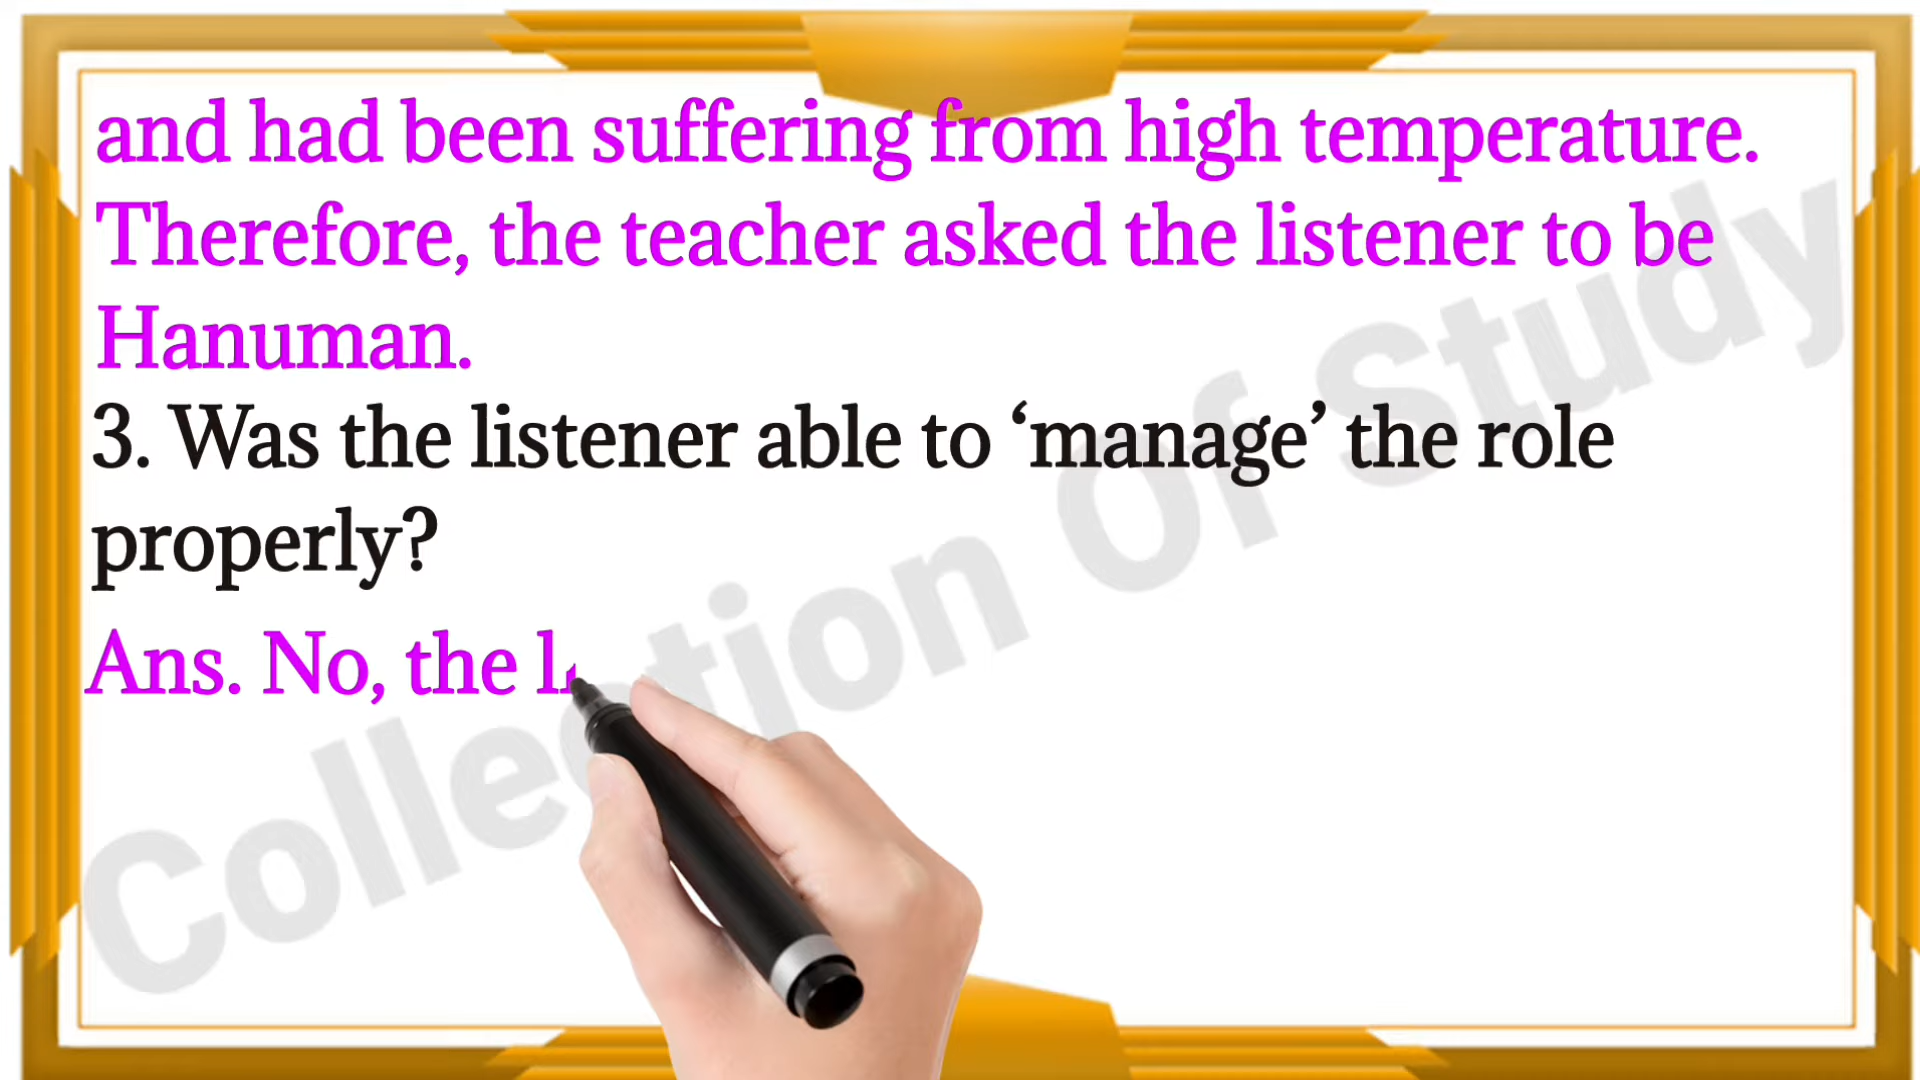 and had been suffering from high temperature.
Therefore, the teacher asked the listener to be
Hanuman.
3. Was the listener able to ‘manage’ the role
properly?
Ans. No, the
Collection Of Study